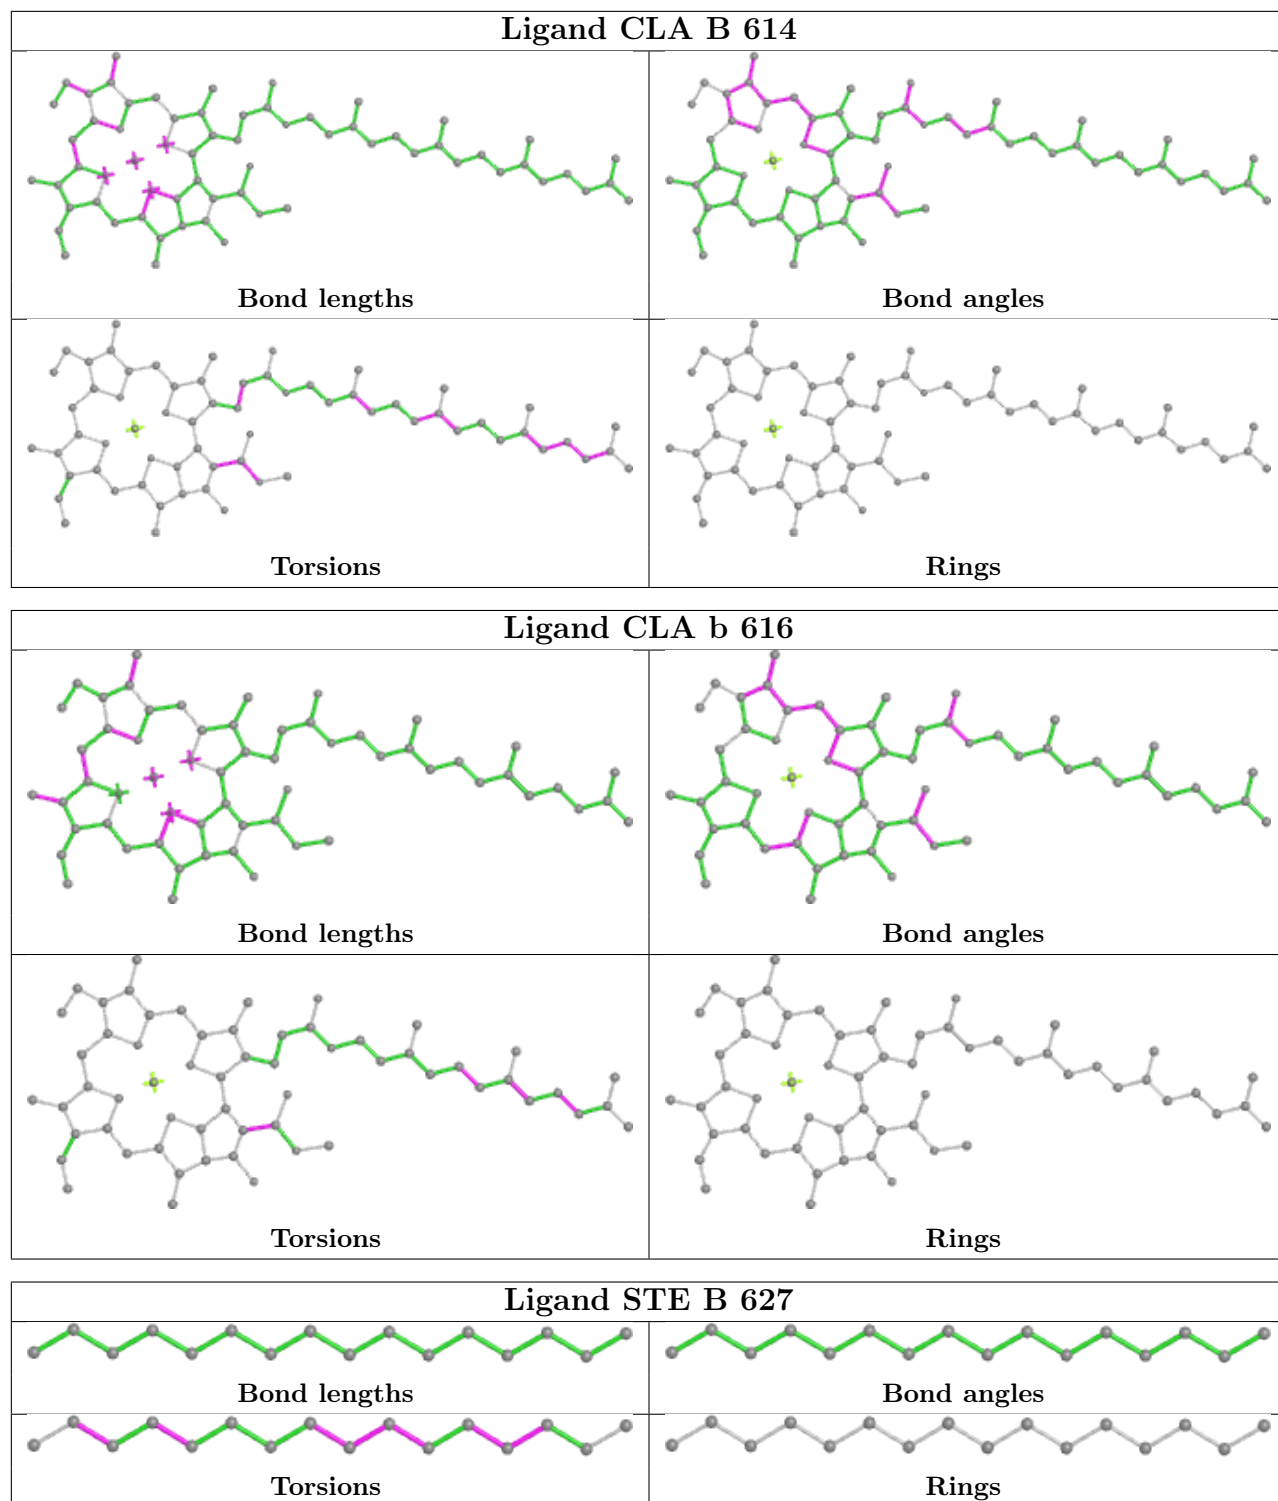 Ligand CLA B 614
Bond lengths
Bond angles
Torsions
Rings
Ligand CLA b 616
Bond lengths
Bond angles
Torsions
Rings
Ligand STE B 627
Bond lengths
Bond angles
Torsions
Rings